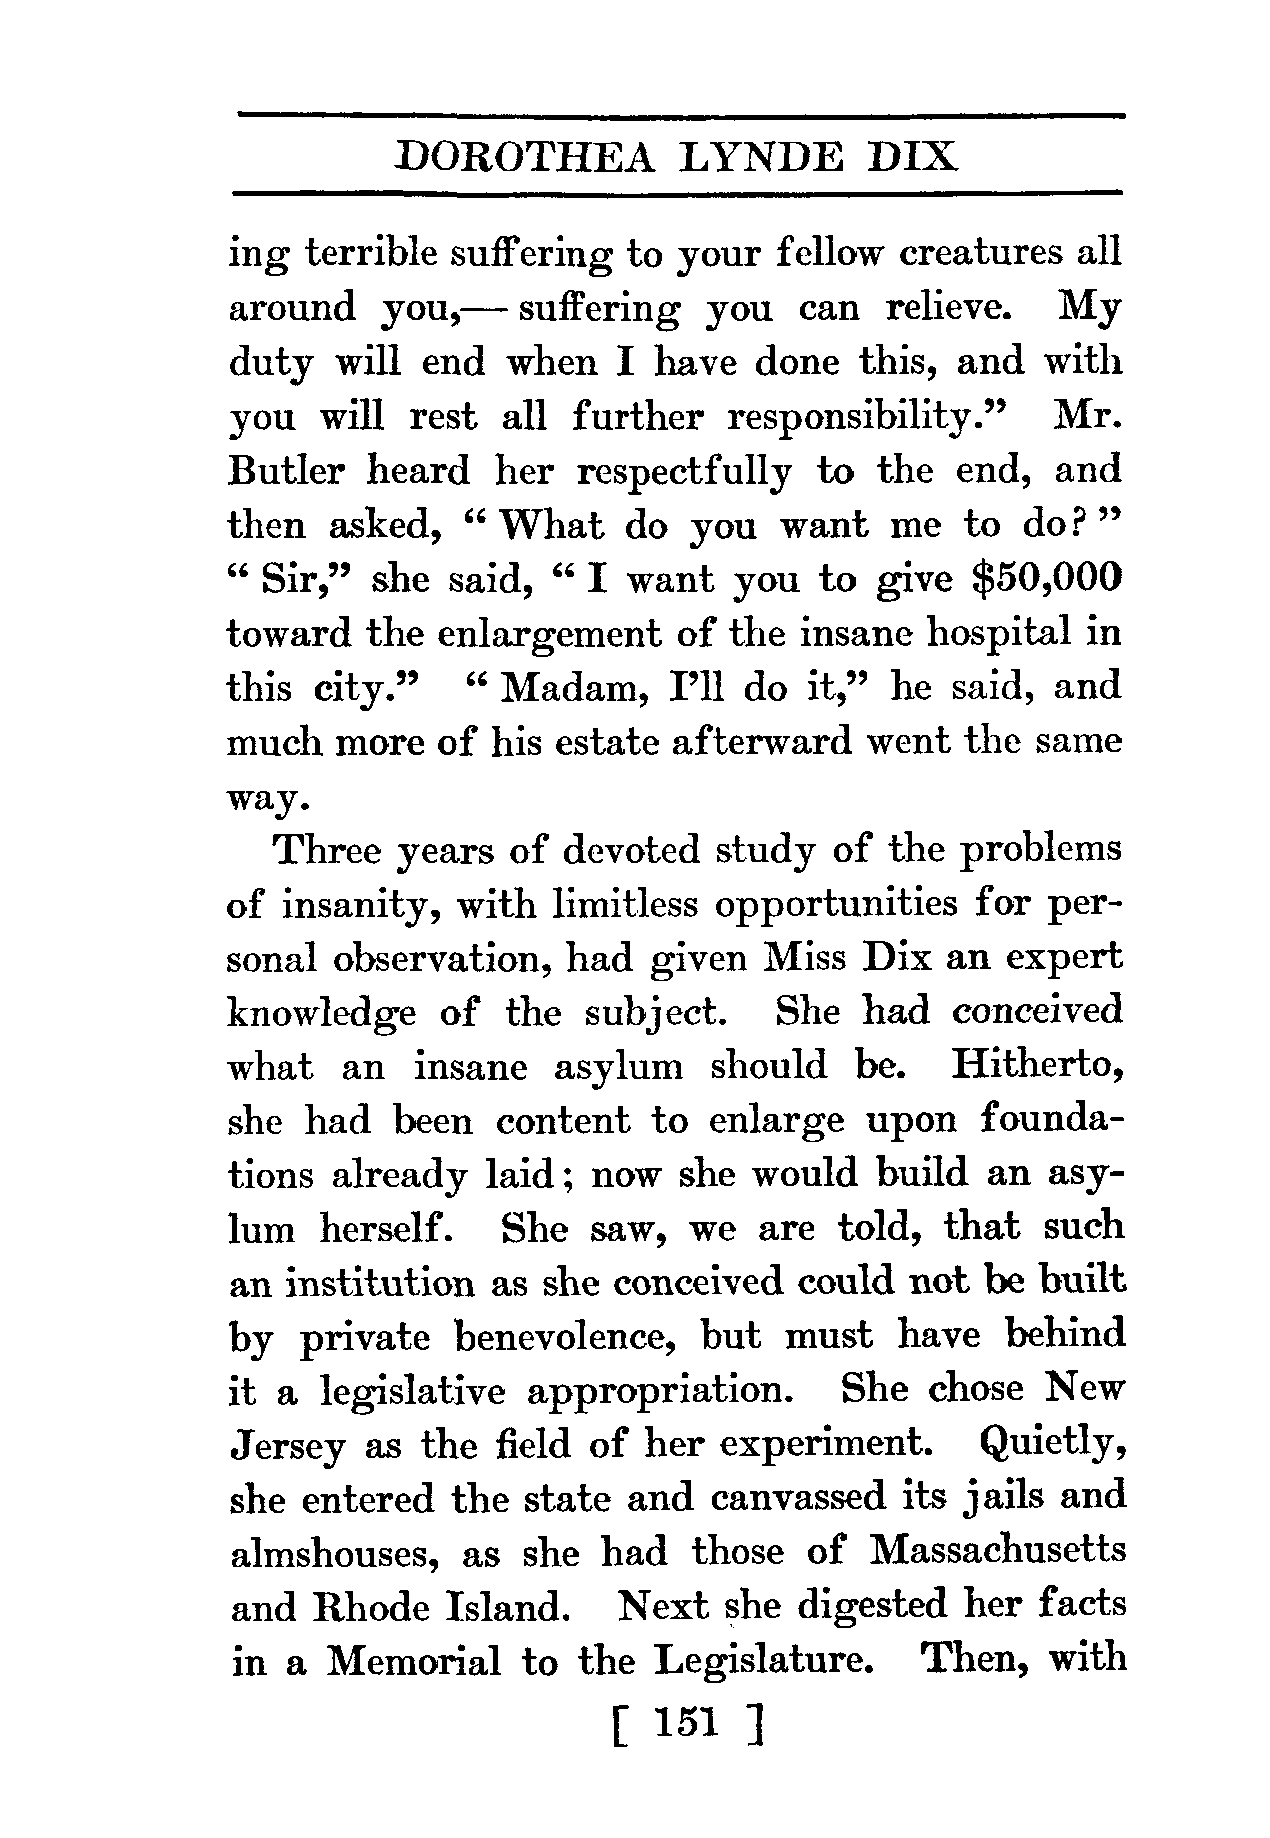 DOROTHEA LYNDE DIX
ing terrible suffering to your fellow creatures all
around you,— suffering you can relieve. My
duty will end when I have done this, and with
you will rest all further responsibility.” Mr.
Butler heard her respectfully to the end, and
then asked, “ What do you want me to do? ”
“ Sir,” she said, “ I want you to give $50,000
toward the enlargement of the insane hospital in
this city.” “ Madam, I’ll do it,” he said, and
much more of his estate afterward went the same
way.
Three years of devoted study of the problems
of insanity, with limitless opportunities for per-
sonal observation, had given Miss Dix an expert
knowledge of the subject. She had conceived
what an insane asylum should be. Hitherto,
she had been content to enlarge upon founda-
tions already laid; now she would build an asy-
lum herself. She saw, we are told, that such
an institution as she conceived could not be built
by private benevolence, but must have behind
it a legislative appropriation. She chose New
Jersey as the field of her experiment. Quietly,
she entered the state and canvassed its jails and
almshouses, as she had those of Massachusetts
and Rhode Island. Next she digested her facts
in a Memorial to the Legislature. Then, with
[ 151 ]